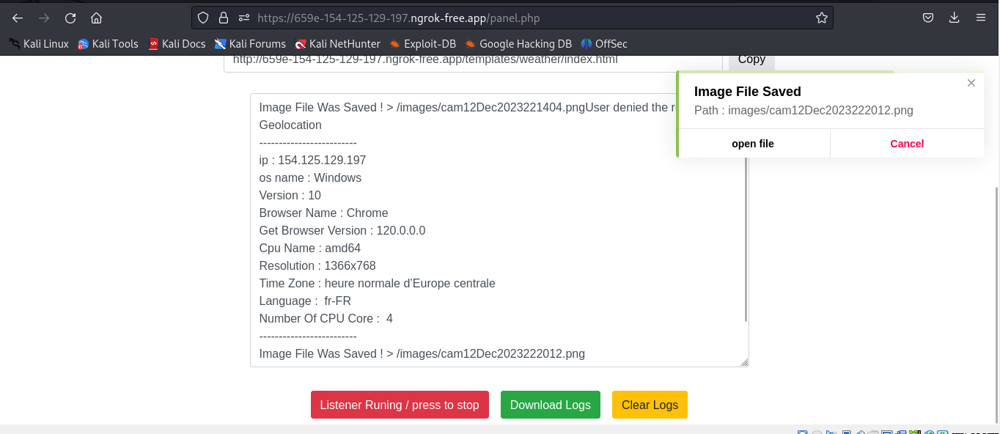 https://659e-154-125-129-197.ngrok-free.app/panel.php
Kali Linux Kali Tools Kali Docs Kali Forums Kali NetHunter Exploit-DB Google Hacking DB OffSec
http://659e-154-125-129-197.ngrok-free.app/templates/weather/index.html Copy
Image File Saved
Path : images/cam12Dec2023222012.png
open file Cancel
Image File Was Saved ! > /images/cam12Dec2023221404.pngUser denied the
Geolocation
-------------------------
ip : 154.125.129.197
os name : Windows
Version : 10
Browser Name : Chrome
Get Browser Version : 120.0.0.0
Cpu Name : amd64
Resolution : 1366x768
Time Zone : heure normale d’Europe centrale
Language :  fr-FR
Number Of CPU Core :  4
-------------------------
Image File Was Saved ! > /images/cam12Dec2023222012.png
Listener Runing / press to stop Download Logs Clear Logs